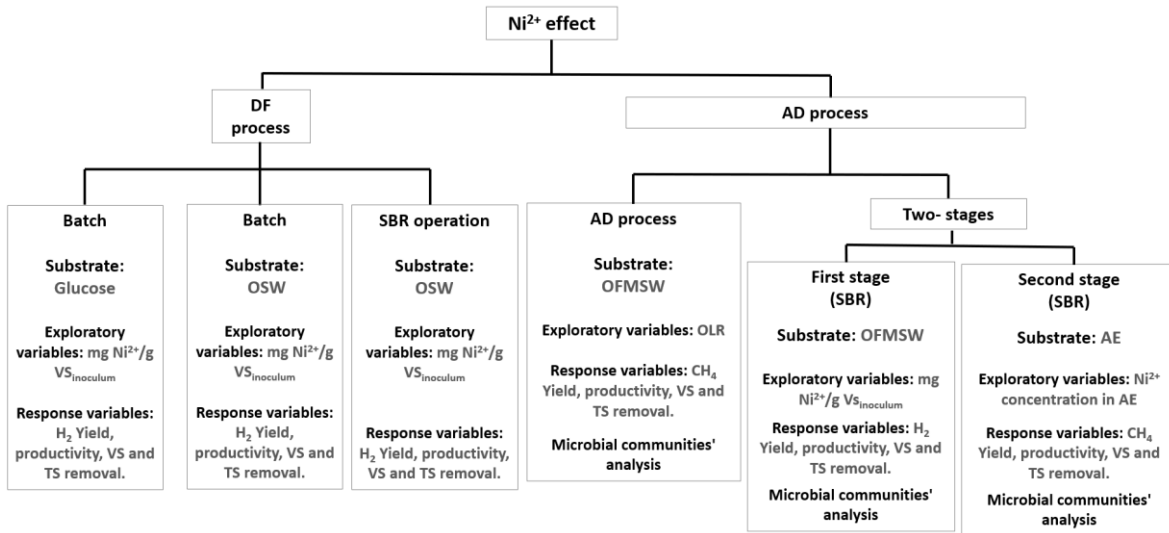 Ni²⁺ effect
DF
process
AD process
Batch
Substrate:
Glucose
Exploratory
variables: mg Ni²⁺/g
VSinoculum
Response variables:
H₂ Yield,
productivity, VS and
TS removal.
Batch
Substrate:
OSW
Exploratory
variables: mg Ni²⁺/g
VSinoculum
Response variables:
H₂ Yield,
productivity, VS and
TS removal.
SBR operation
Substrate:
OSW
Exploratory
variables: mg Ni²⁺/g
VSinoculum
Response variables:
H₂ Yield, productivity,
VS and TS removal.
AD process
Substrate:
OFMSW
Exploratory variables: OLR
Response variables: CH₄
Yield, productivity, VS and
TS removal.
Microbial communities'
analysis
Two- stages
First stage
(SBR)
Substrate: OFMSW
Exploratory variables: mg
Ni²⁺/g Vsinoculum
Response variables: H₂
Yield, productivity, VS and
TS removal.
Microbial communities'
analysis
Second stage
(SBR)
Substrate: AE
Exploratory variables: Ni²⁺
concentration in AE
Response variables: CH₄
Yield, productivity, VS and
TS removal.
Microbial communities'
analysis